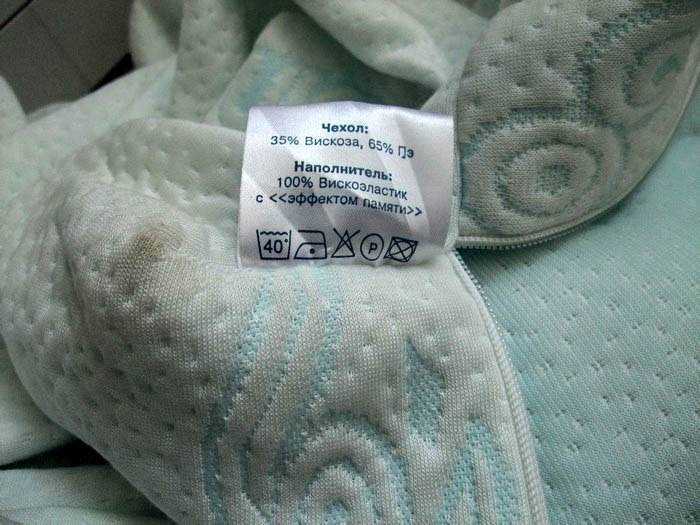 Чехол:
35% Вискоза, 65% ПЭ
Наполнитель:
100% Вискоэластик
с <<эффектом памяти>>
40°
P